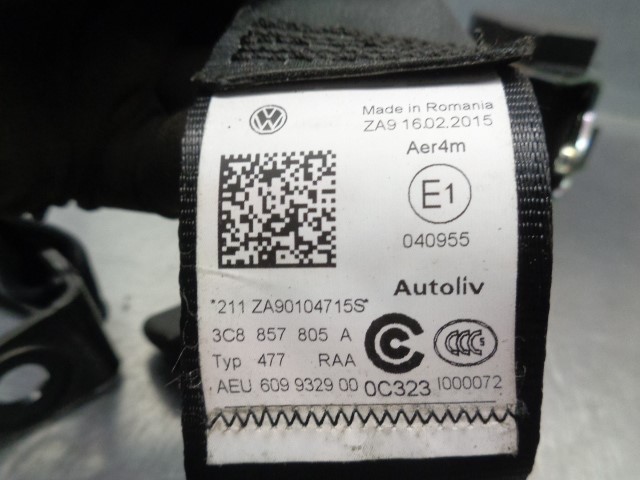 Made in Romania
ZA9 16.02.2015
Aer4m
E1
040955
Autoliv
*211 ZA90104715S*
3C8 857 805 A
Typ 477 RAA
AEU 609 9329 00 0C323 I000072